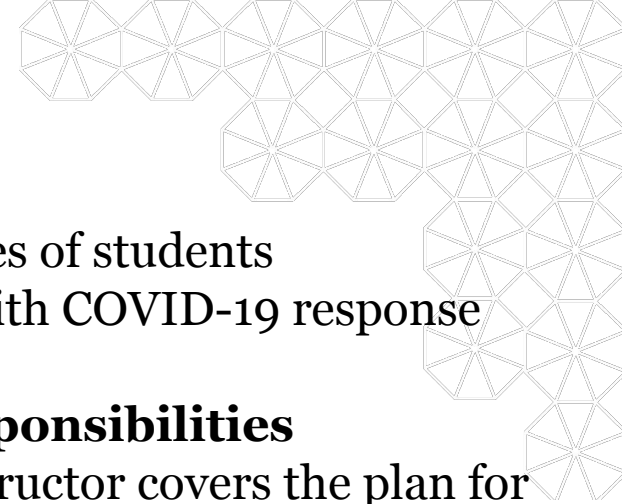 es of students
ith COVID-19 response
ponsibilities
ructor covers the plan for